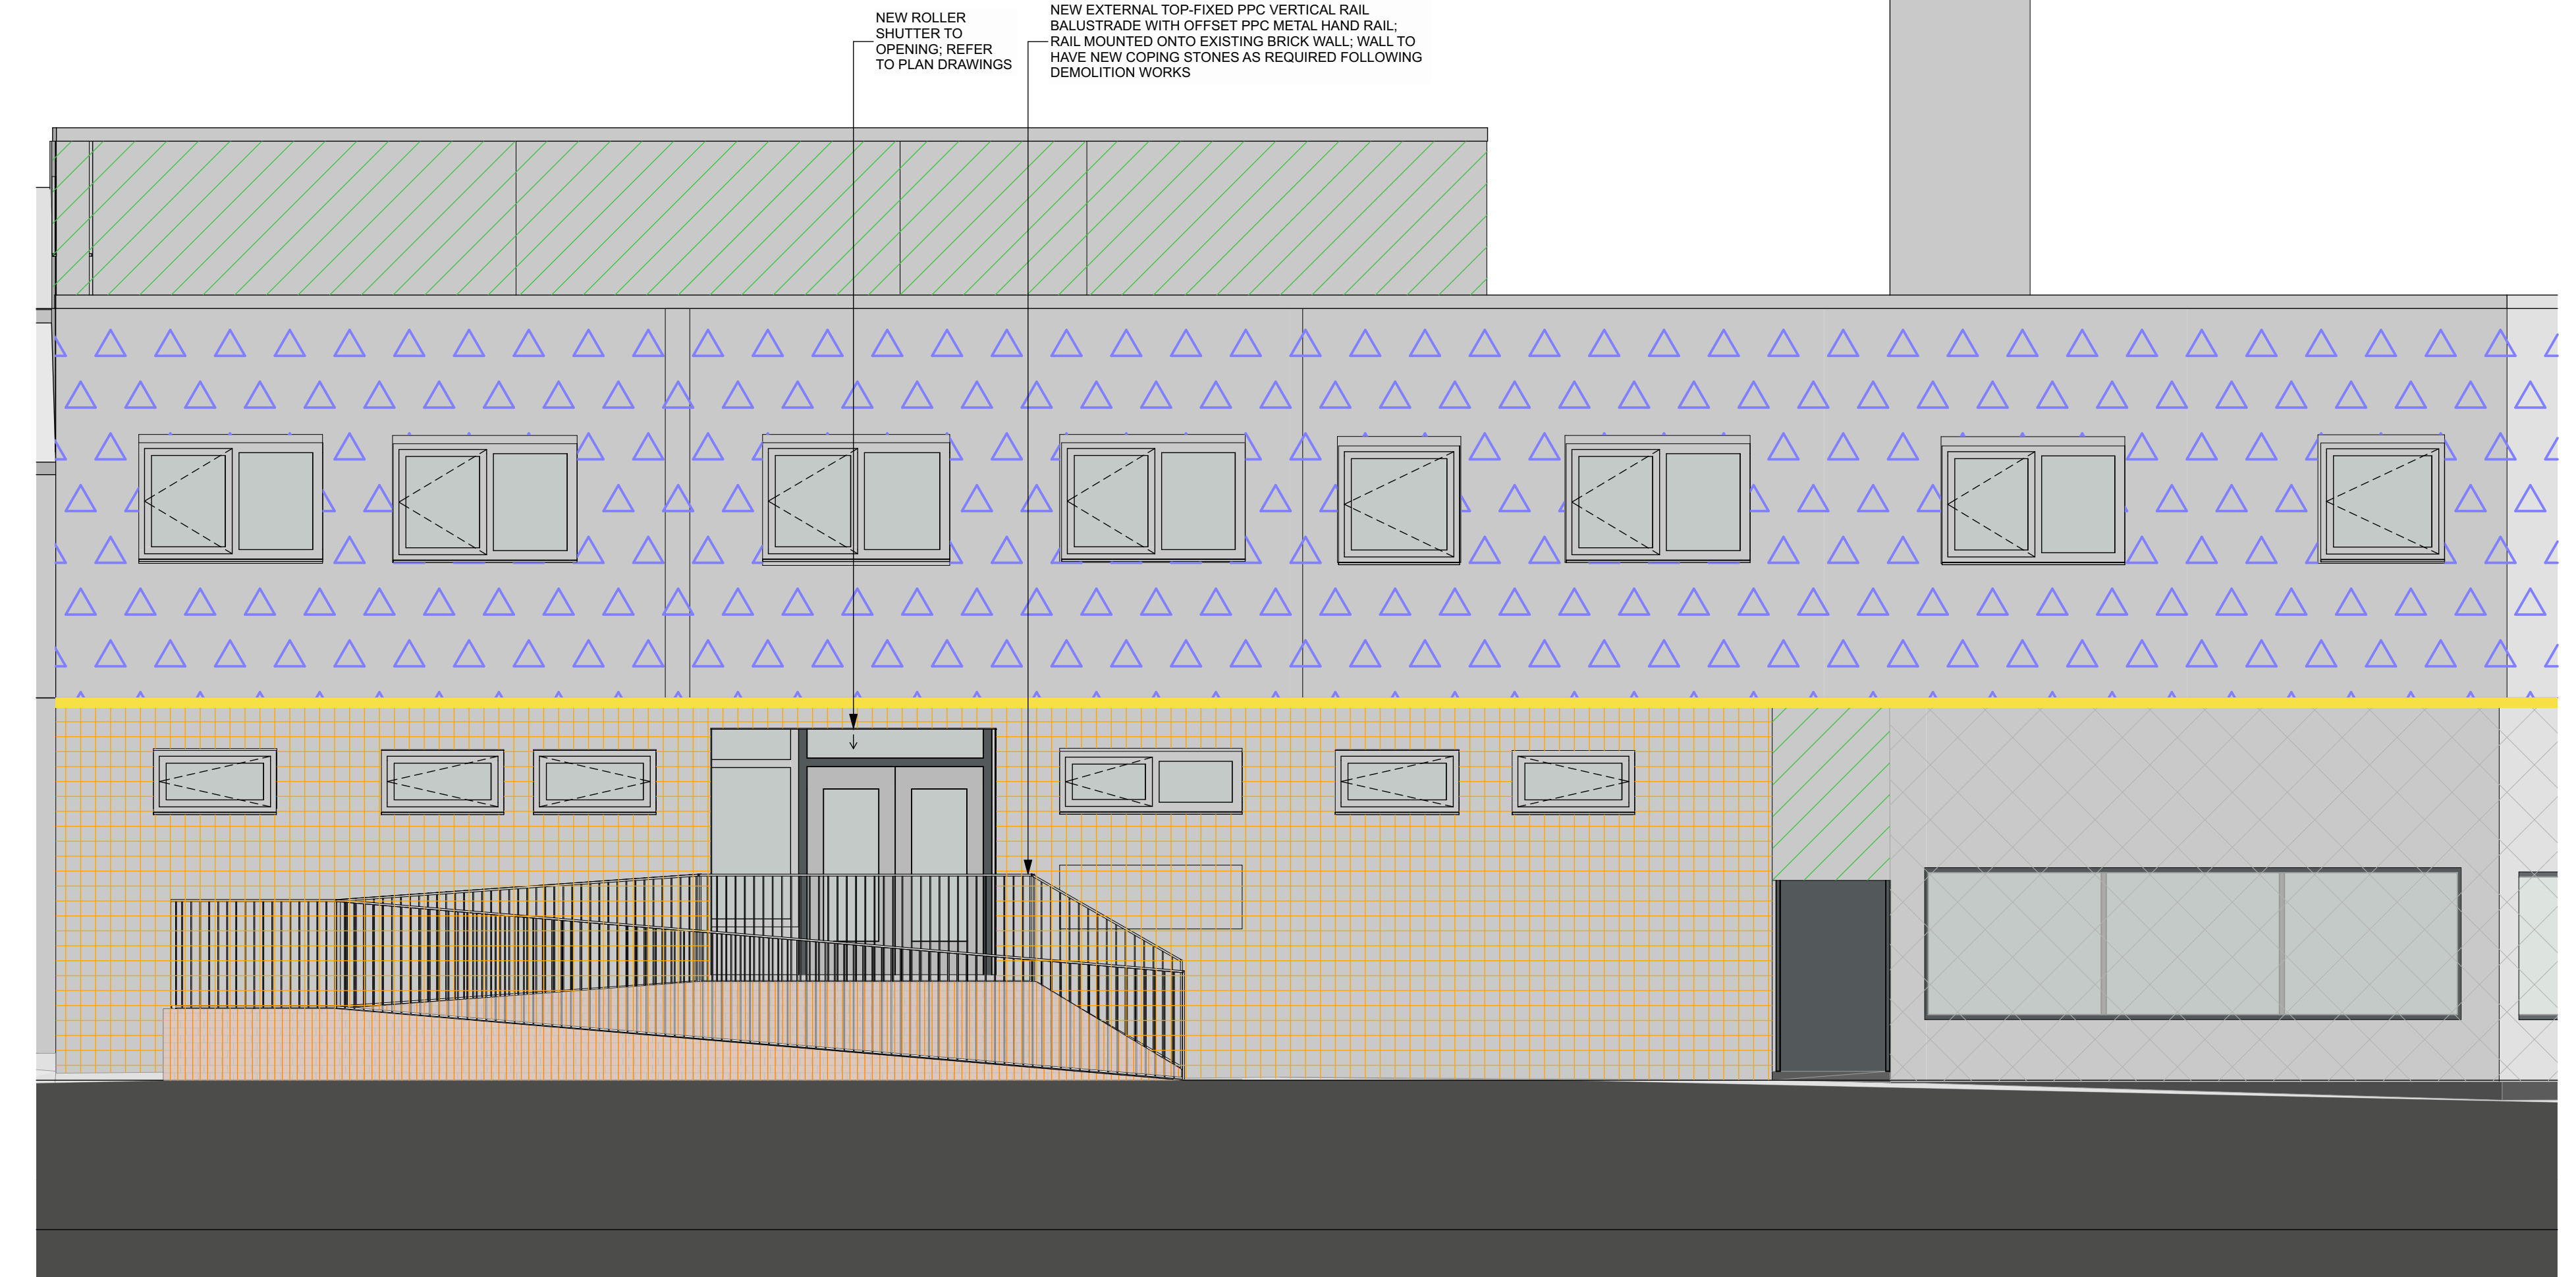 NEW ROLLER
SHUTTER TO
OPENING; REFER
TO PLAN DRAWINGS
NEW EXTERNAL TOP-FIXED PPC VERTICAL RAIL
BALUSTRADE WITH OFFSET PPC METAL HAND RAIL;
RAIL MOUNTED ONTO EXISTING BRICK WALL; WALL TO
HAVE NEW COPING STONES AS REQUIRED FOLLOWING
DEMOLITION WORKS